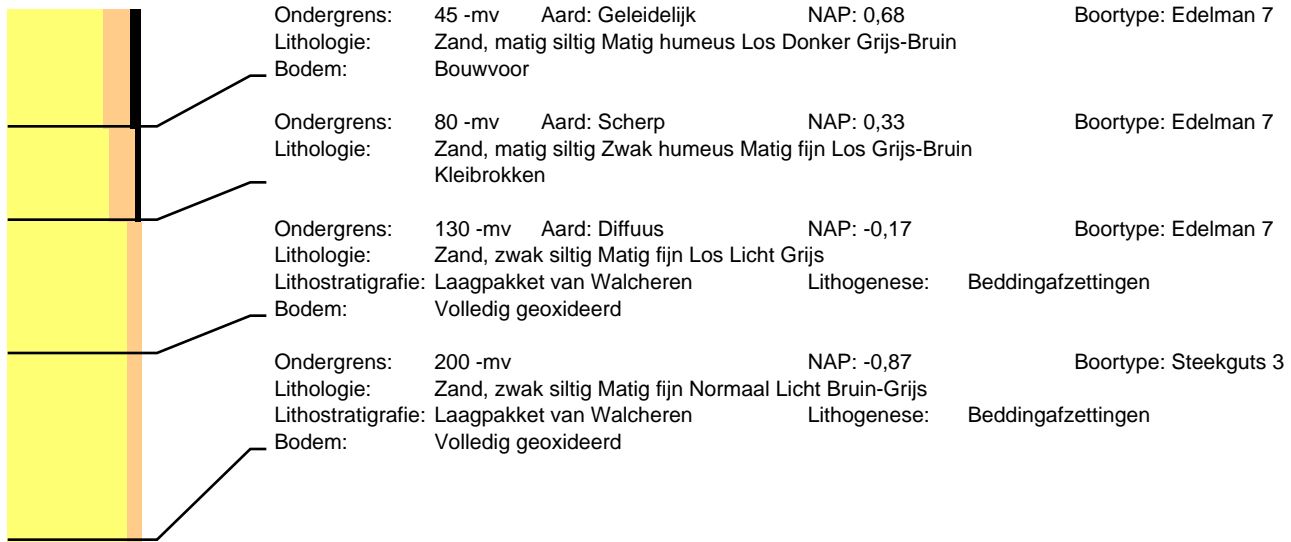 Ondergrens: 45 -mv Aard: Geleidelijk NAP: 0,68 Boortype: Edelman 7
Lithologie: Zand, matig siltig Matig humeus Los Donker Grijs-Bruin
Bodem: Bouwvoor
Ondergrens: 80 -mv Aard: Scherp NAP: 0,33 Boortype: Edelman 7
Lithologie: Zand, matig siltig Zwak humeus Matig fijn Los Grijs-Bruin
Kleibrokken
Ondergrens: 130 -mv Aard: Diffuus NAP: -0,17 Boortype: Edelman 7
Lithologie: Zand, zwak siltig Matig fijn Los Licht Grijs
Lithostratigrafie: Laagpakket van Walcheren Lithogenese: Beddingafzettingen
Bodem: Volledig geoxideerd
Ondergrens: 200 -mv NAP: -0,87 Boortype: Steekguts 3
Lithologie: Zand, zwak siltig Matig fijn Normaal Licht Bruin-Grijs
Lithostratigrafie: Laagpakket van Walcheren Lithogenese: Beddingafzettingen
Bodem: Volledig geoxideerd